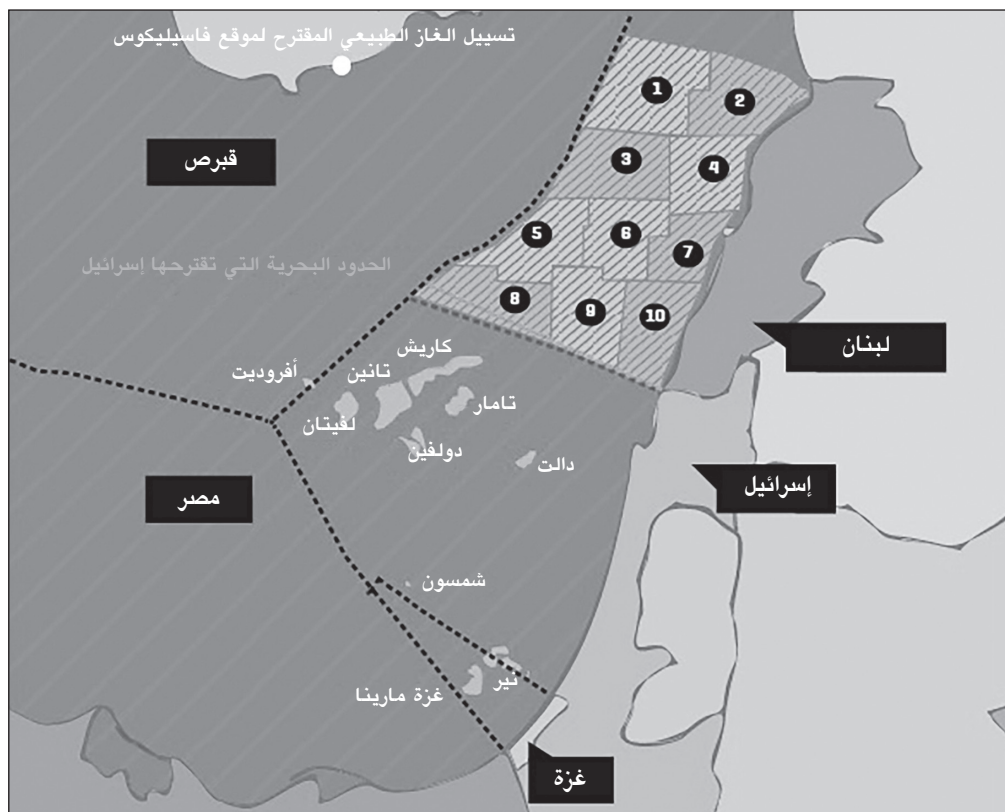 تسييل الغاز الطبيعي المقترح لموقع فاسيليكوس
1
2
قبرص
3
4
5
6
7
الحدود البحرية التي تقترحها إسرائيل
8
9
10
لبنان
كاريش
تانين
أفروديت
تامار
لفيتان
دولفين
دالت
إسرائيل
مصر
شمسون
نير
غزة مارينا
غزة